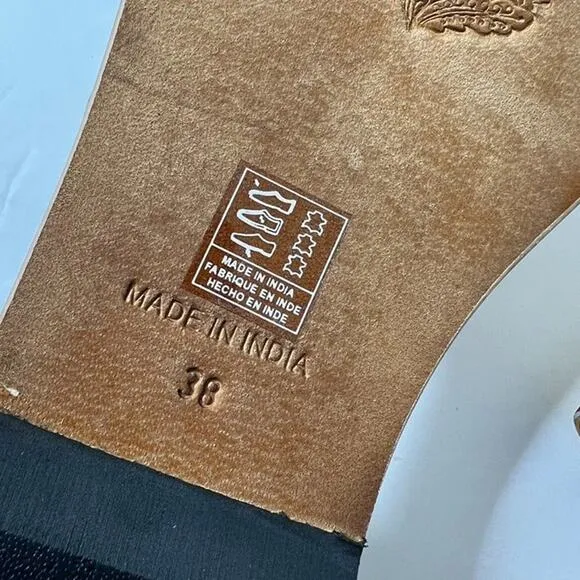 MADE IN INDIA
FABRIQUE EN INDE
HECHO EN INDE
MADE IN INDIA
38